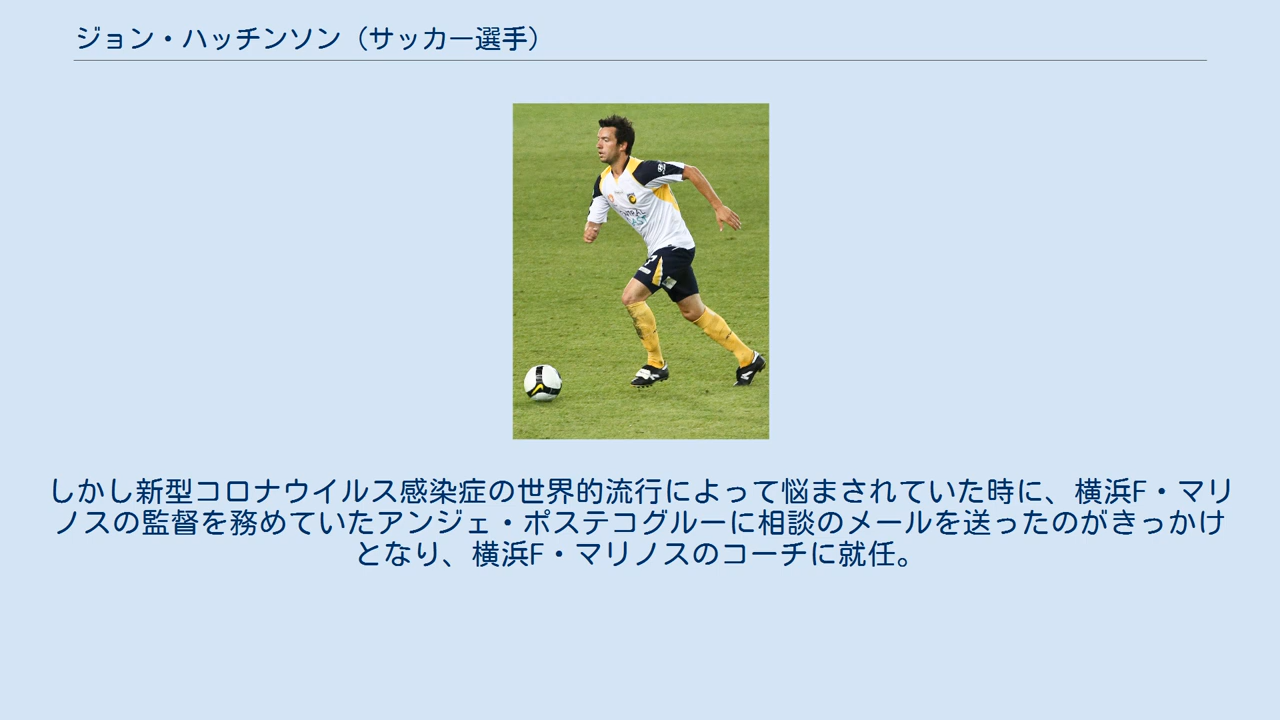 ジョン・ハッチンソン（サッカー選手）
しかし新型コロナウイルス感染症の世界的流行によって悩まされていた時に、横浜F・マリ
ノスの監督を務めていたアンジェ・ポステコグルーに相談のメールを送ったのがきっかけ
となり、横浜F・マリノスのコーチに就任。